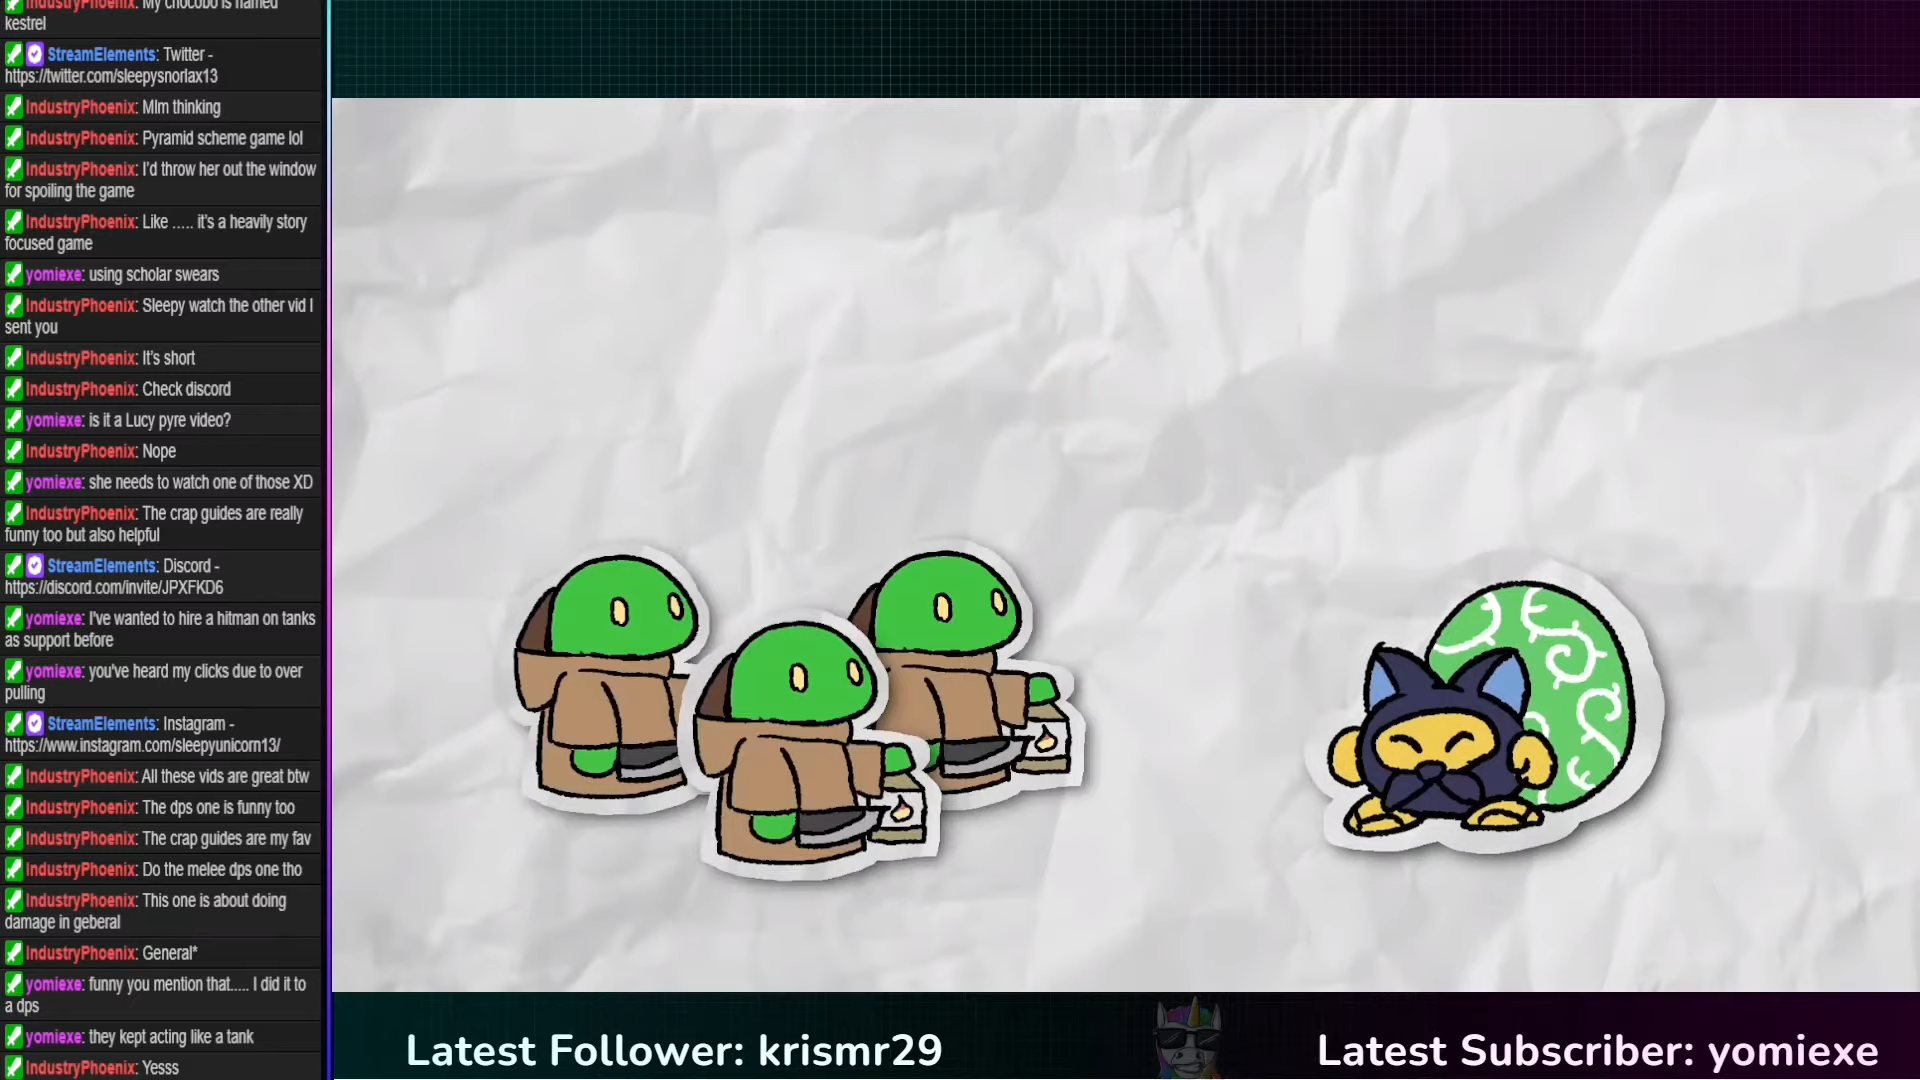 IndustryPhoenix: My chocobo is named
kestrel
StreamElements: Twitter -
https://twitter.com/sleepysnorlax13
IndustryPhoenix: MIm thinking
IndustryPhoenix: Pyramid scheme game lol
IndustryPhoenix: I'd throw her out the window
for spoiling the game
IndustryPhoenix: Like ..... it's a heavily story
focused game
yomiexe: using scholar swears
IndustryPhoenix: Sleepy watch the other vid I
sent you
IndustryPhoenix: It's short
IndustryPhoenix: Check discord
yomiexe: is it a Lucy pyre video?
IndustryPhoenix: Nope
yomiexe: she needs to watch one of those XD
IndustryPhoenix: The crap guides are really
funny too but also helpful
StreamElements: Discord -
https://discord.com/invite/JPXFKD6
yomiexe: I've wanted to hire a hitman on tanks
as support before
yomiexe: you've heard my clicks due to over
pulling
StreamElements: Instagram -
https://www.instagram.com/sleepyunicorn13/
IndustryPhoenix: All these vids are great btw
IndustryPhoenix: The dps one is funny too
IndustryPhoenix: The crap guides are my fav
IndustryPhoenix: Do the melee dps one tho
IndustryPhoenix: This one is about doing
damage in geberal
IndustryPhoenix: General*
yomiexe: funny you mention that..... I did it to
a dps
yomiexe: they kept acting like a tank
IndustryPhoenix: Yesss
Latest Follower: krismr29
Latest Subscriber: yomiexe